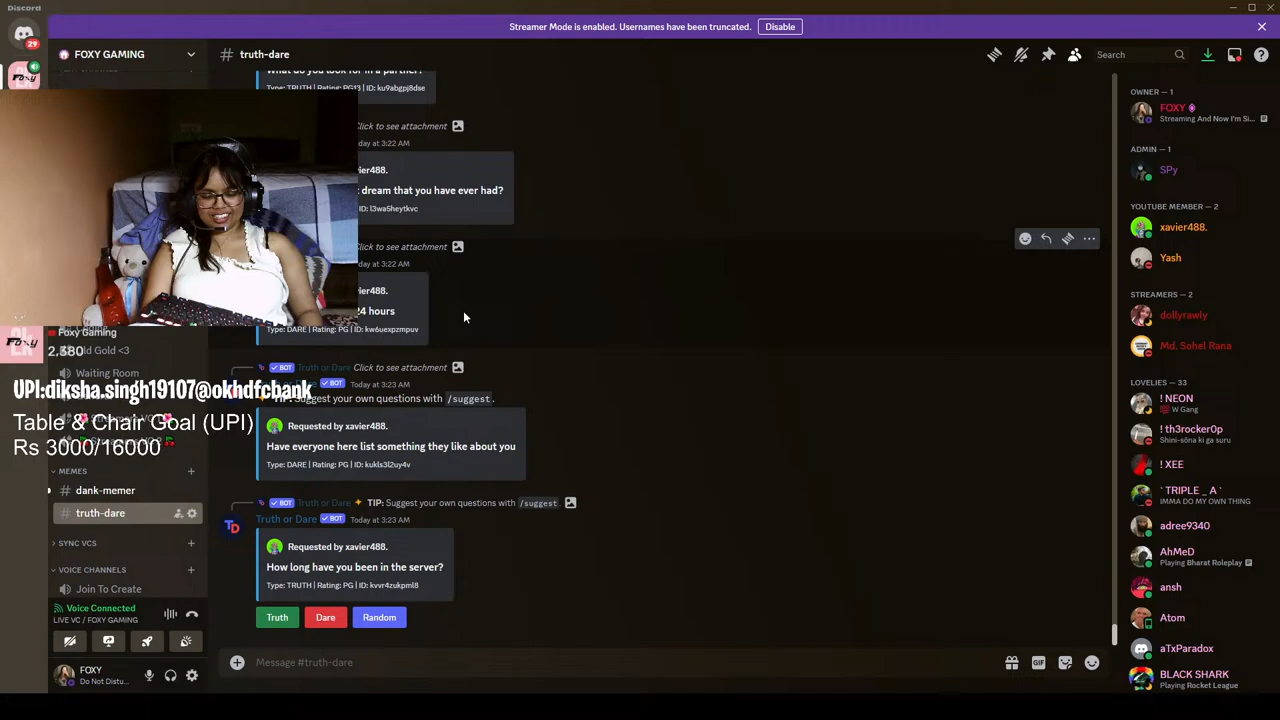 Discord
Streamer Mode is enabled. Usernames have been truncated.
Disable
29
FOXY GAMING
# truth-dare
Search
What do you look for in a partner?
Type: TRUTH | Rating: PG13 | ID: ku9abgpj8dse
Click to see attachment
Today at 3:22 AM
vier488.
t dream that you have ever had?
ID: l3wa5heytkvc
Click to see attachment
Today at 3:22 AM
vier488.
24 hours
Type: DARE | Rating: PG | ID: kw6uexpzmpuv
BOT
Click to see attachment
BOT Today at 3:23 AM
TIP: Suggest your own questions with /suggest.
Requested by xavier488.
Have everyone here list something they like about you
Type: DARE | Rating: PG | ID: kukls3l2uy4v
BOT Truth or Dare TIP: Suggest your own questions with /suggest.
Truth or Dare BOT Today at 3:23 AM
TD
Requested by xavier488.
How long have you been in the server?
Type: TRUTH | Rating: PG | ID: kvvr4zukpml8
Truth
Dare
Random
Message #truth-dare
GIF
Foxy
Foxy Gaming
2,380
ld Gold <3
Waiting Room
UPI:diksha.singh19107@okhdfcbank
Table & Chair Goal (UPI)
Rs 3000/16000
MEMES
# dank-memer
# truth-dare
SYNC VCS
VOICE CHANNELS
Join To Create
Voice Connected
LIVE VC / FOXY GAMING
FOXY
Do Not Distu...
OWNER — 1
FOXY
Streaming And Now I'm Si...
ADMIN — 1
SPy
YOUTUBE MEMBER — 2
xavier488.
Yash
STREAMERS — 2
dollyrawly
Md. Sohel Rana
LOVELIES — 33
! NEON
W Gang
! th3rocker0p
Shini-sōna ki ga suru
! XEE
` TRIPLE _ A `
IMMA DO MY OWN THING
adree9340
AhMeD
Playing Bharat Roleplay
ansh
Atom
aTxParadox
BLACK SHARK
Playing Rocket League